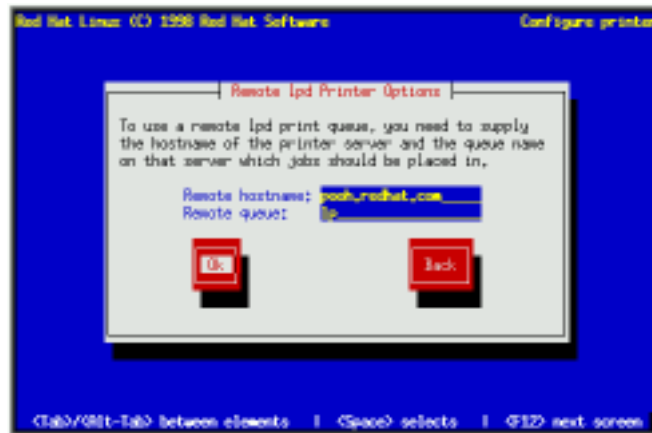 Red Hat Linux (C) 1998 Red Hat Software Configure printer
Remote lpd Printer Options
To use a remote lpd print queue, you need to supply
the hostname of the printer server and the queue name
on that server which jobs should be placed in.
Remote hostname: pooh.redhat.com____
Remote queue: lp
Ok Back
<Tab>/<Alt-Tab> between elements | <Space> selects | <F12> next screen